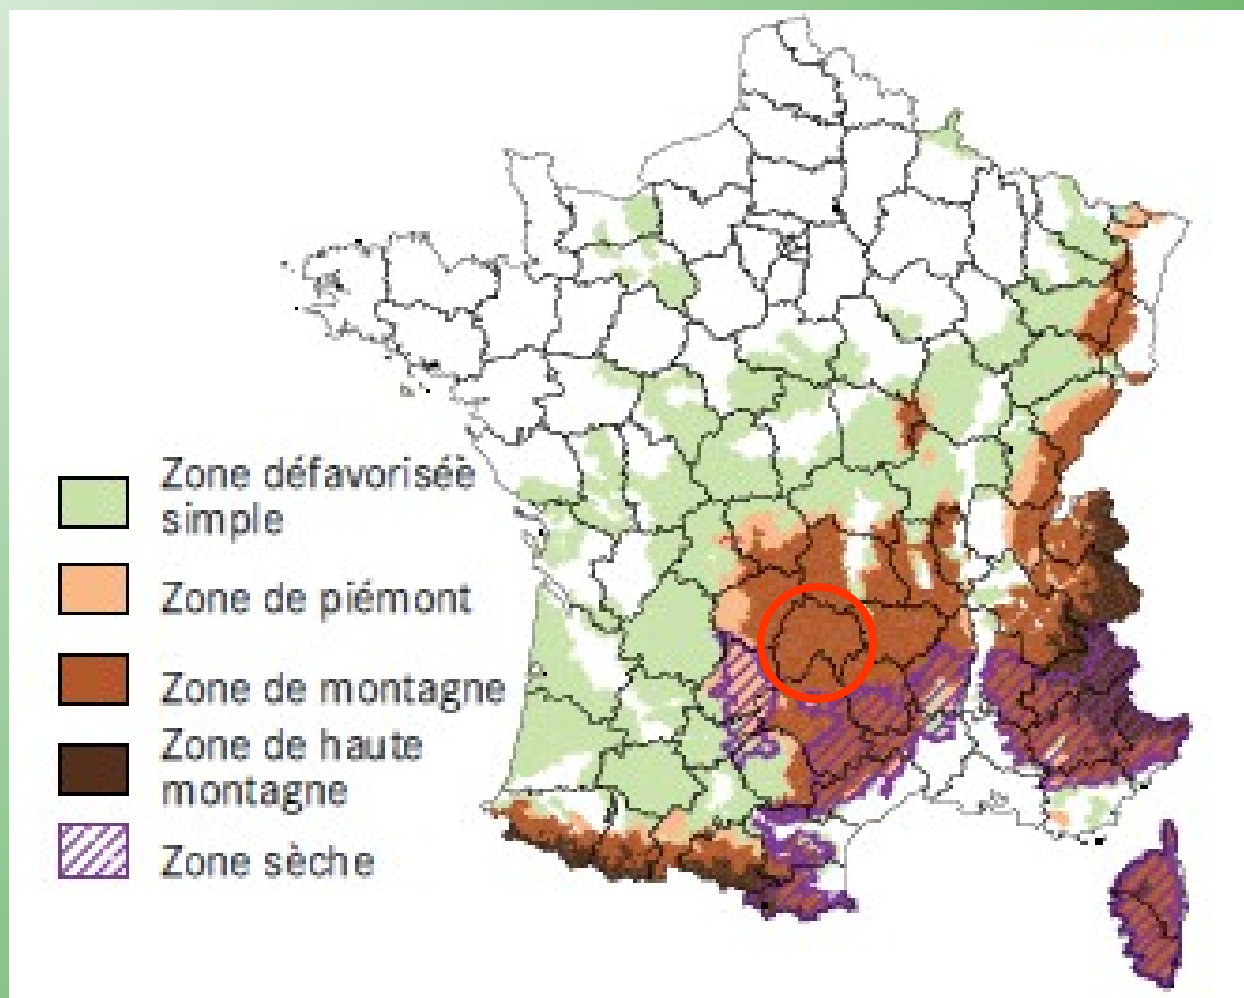 Zone défavorisée
simple
Zone de piémont
Zone de montagne
Zone de haute
montagne
Zone sèche